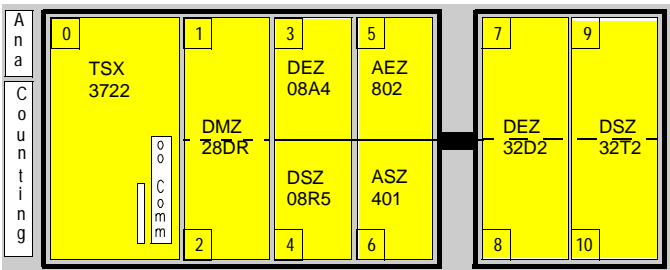 Ana
Counting
0
TSX
3722
oo Comm
1
DMZ
28DR
2
3
DEZ
08A4
DSZ
08R5
4
5
AEZ
802
ASZ
401
6
7
DEZ
32D2
8
9
DSZ
32T2
10